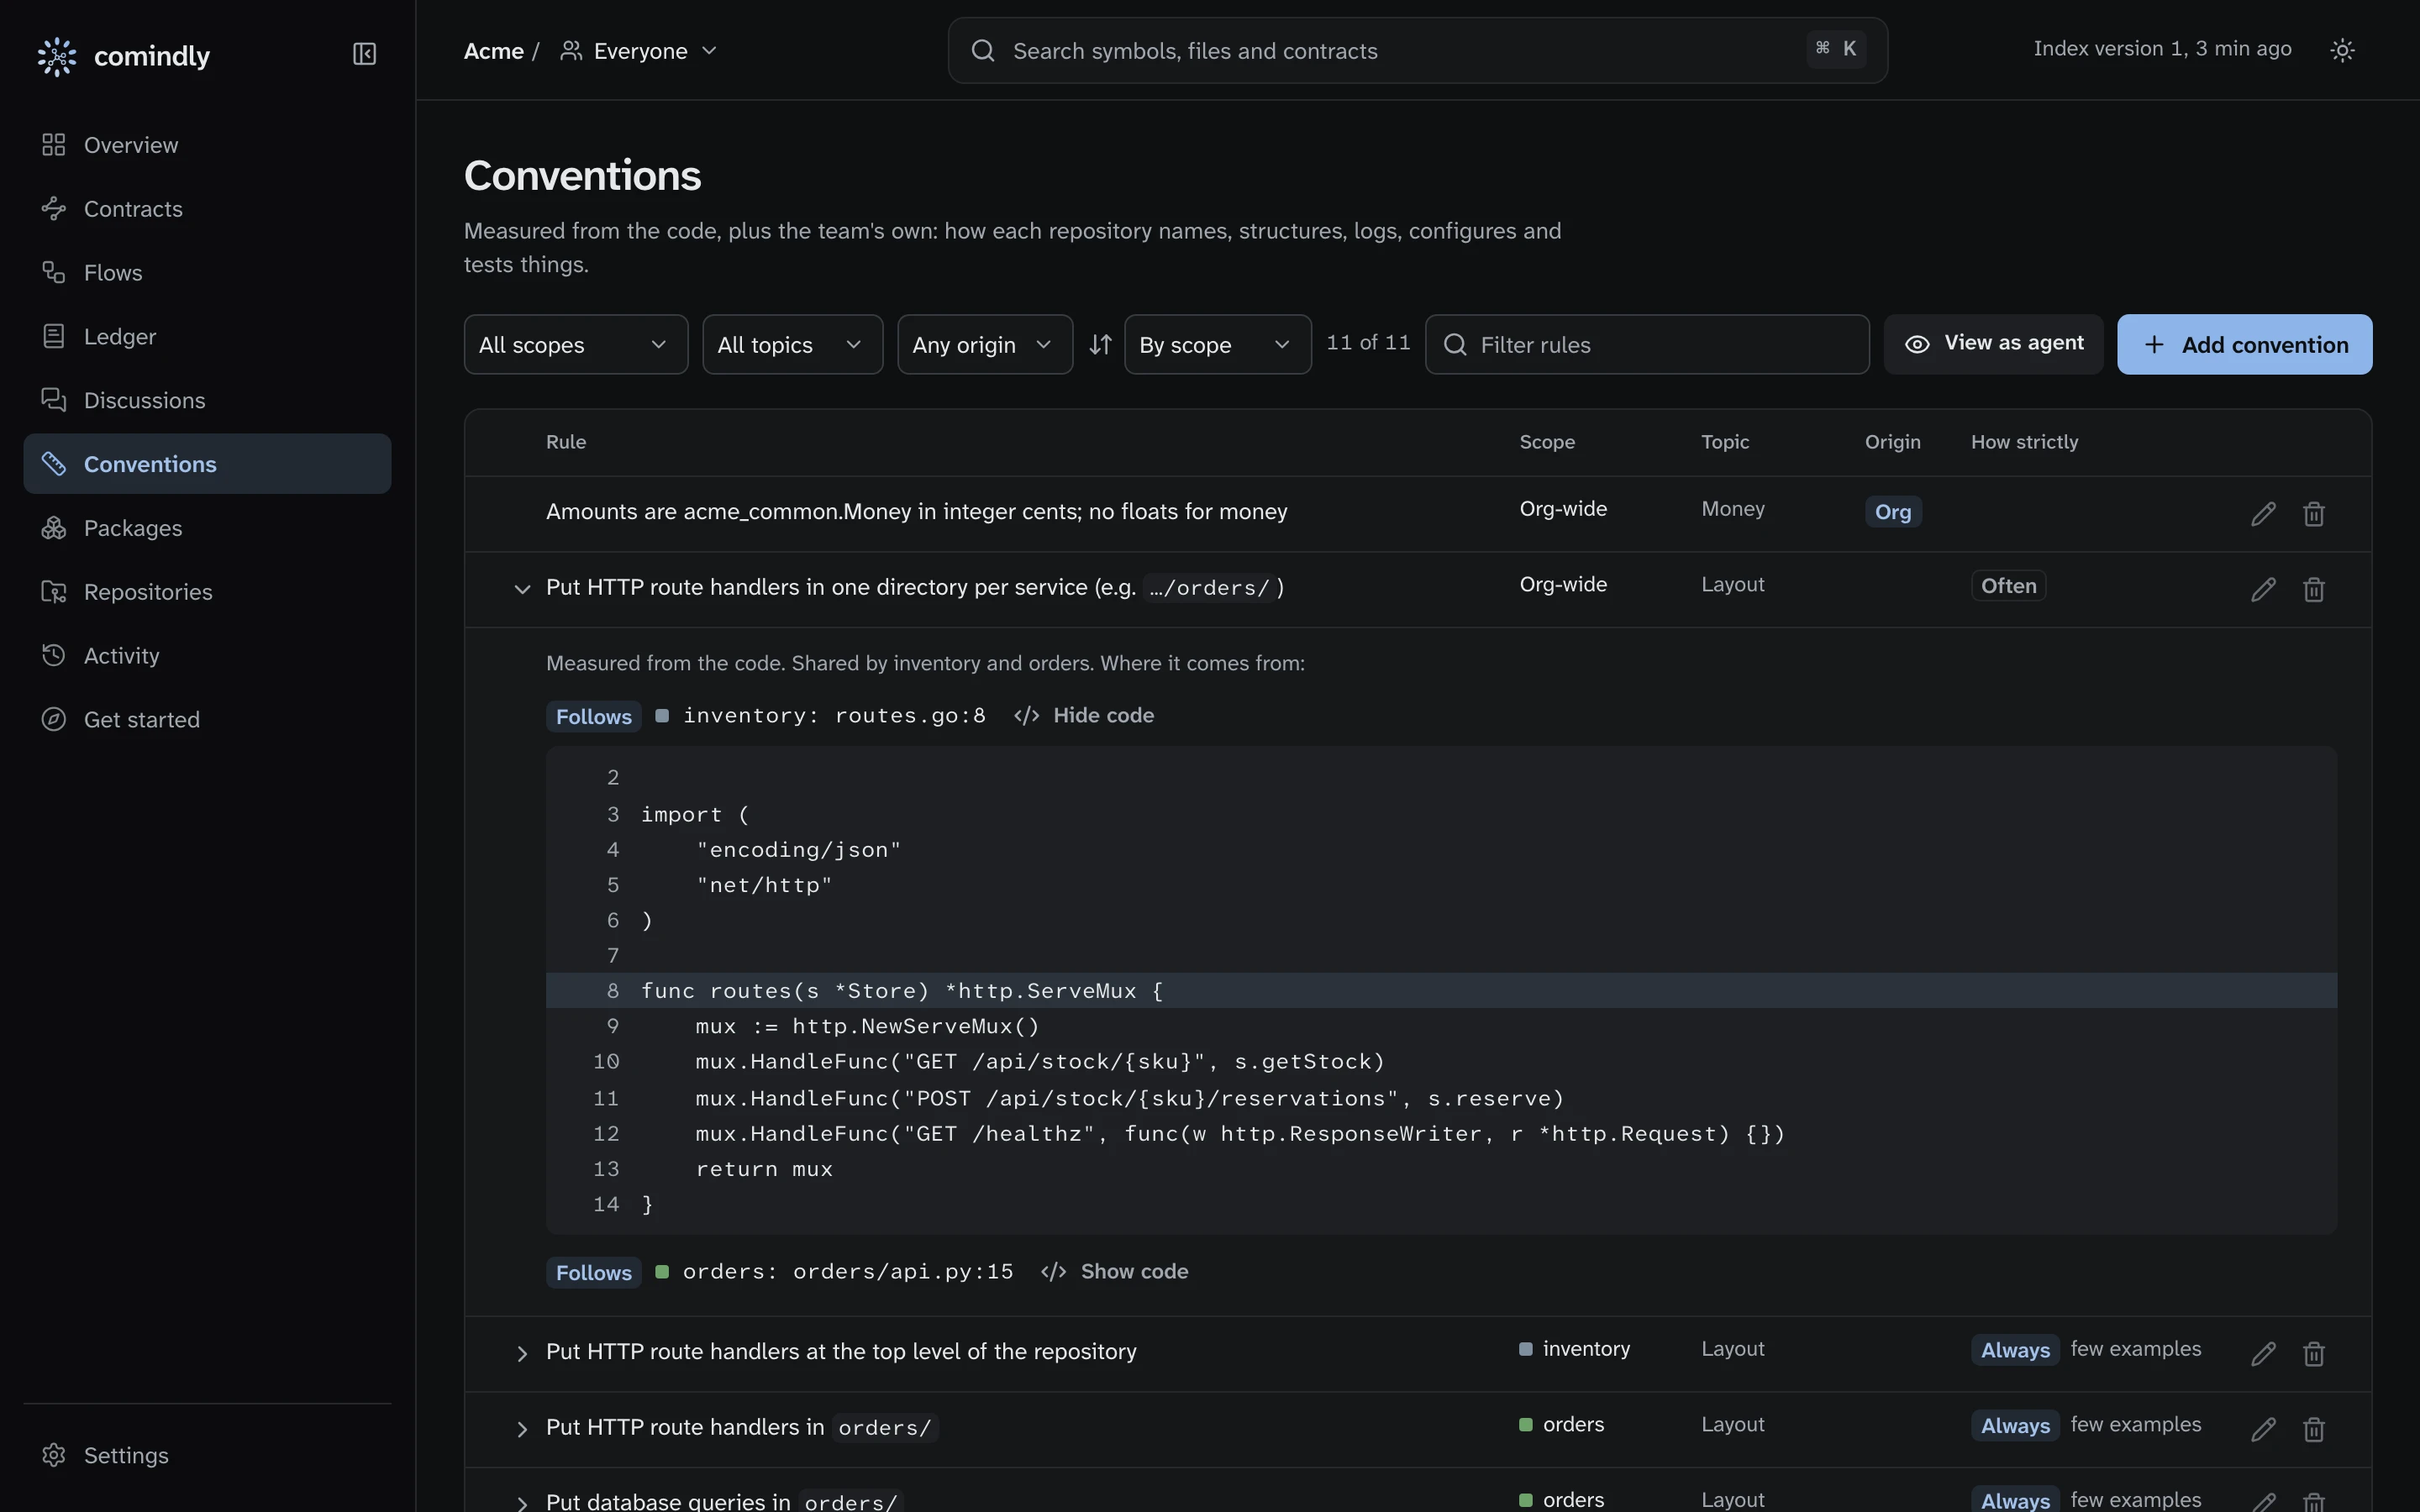 comindly
Acme / Everyone
Search symbols, files and contracts
⌘ K
Index version 1, 3 min ago
Overview
Contracts
Flows
Ledger
Discussions
Conventions
Packages
Repositories
Activity
Get started
Settings
Conventions
Measured from the code, plus the team's own: how each repository names, structures, logs, configures and
tests things.
All scopes
All topics
Any origin
By scope
11 of 11
Filter rules
View as agent
+ Add convention
Rule Scope Topic Origin How strictly
Amounts are acme_common.Money in integer cents; no floats for money Org-wide Money Org
Put HTTP route handlers in one directory per service (e.g. …/orders/ ) Org-wide Layout Often
Measured from the code. Shared by inventory and orders. Where it comes from:
Follows inventory: routes.go:8 </> Hide code
2
3 import (
4     "encoding/json"
5     "net/http"
6 )
7
8 func routes(s *Store) *http.ServeMux {
9     mux := http.NewServeMux()
10     mux.HandleFunc("GET /api/stock/{sku}", s.getStock)
11     mux.HandleFunc("POST /api/stock/{sku}/reservations", s.reserve)
12     mux.HandleFunc("GET /healthz", func(w http.ResponseWriter, r *http.Request) {})
13     return mux
14 }
Follows orders: orders/api.py:15 </> Show code
Put HTTP route handlers at the top level of the repository inventory Layout Always few examples
Put HTTP route handlers in orders/ orders Layout Always few examples
Put database queries in orders/ orders Layout Always few examples